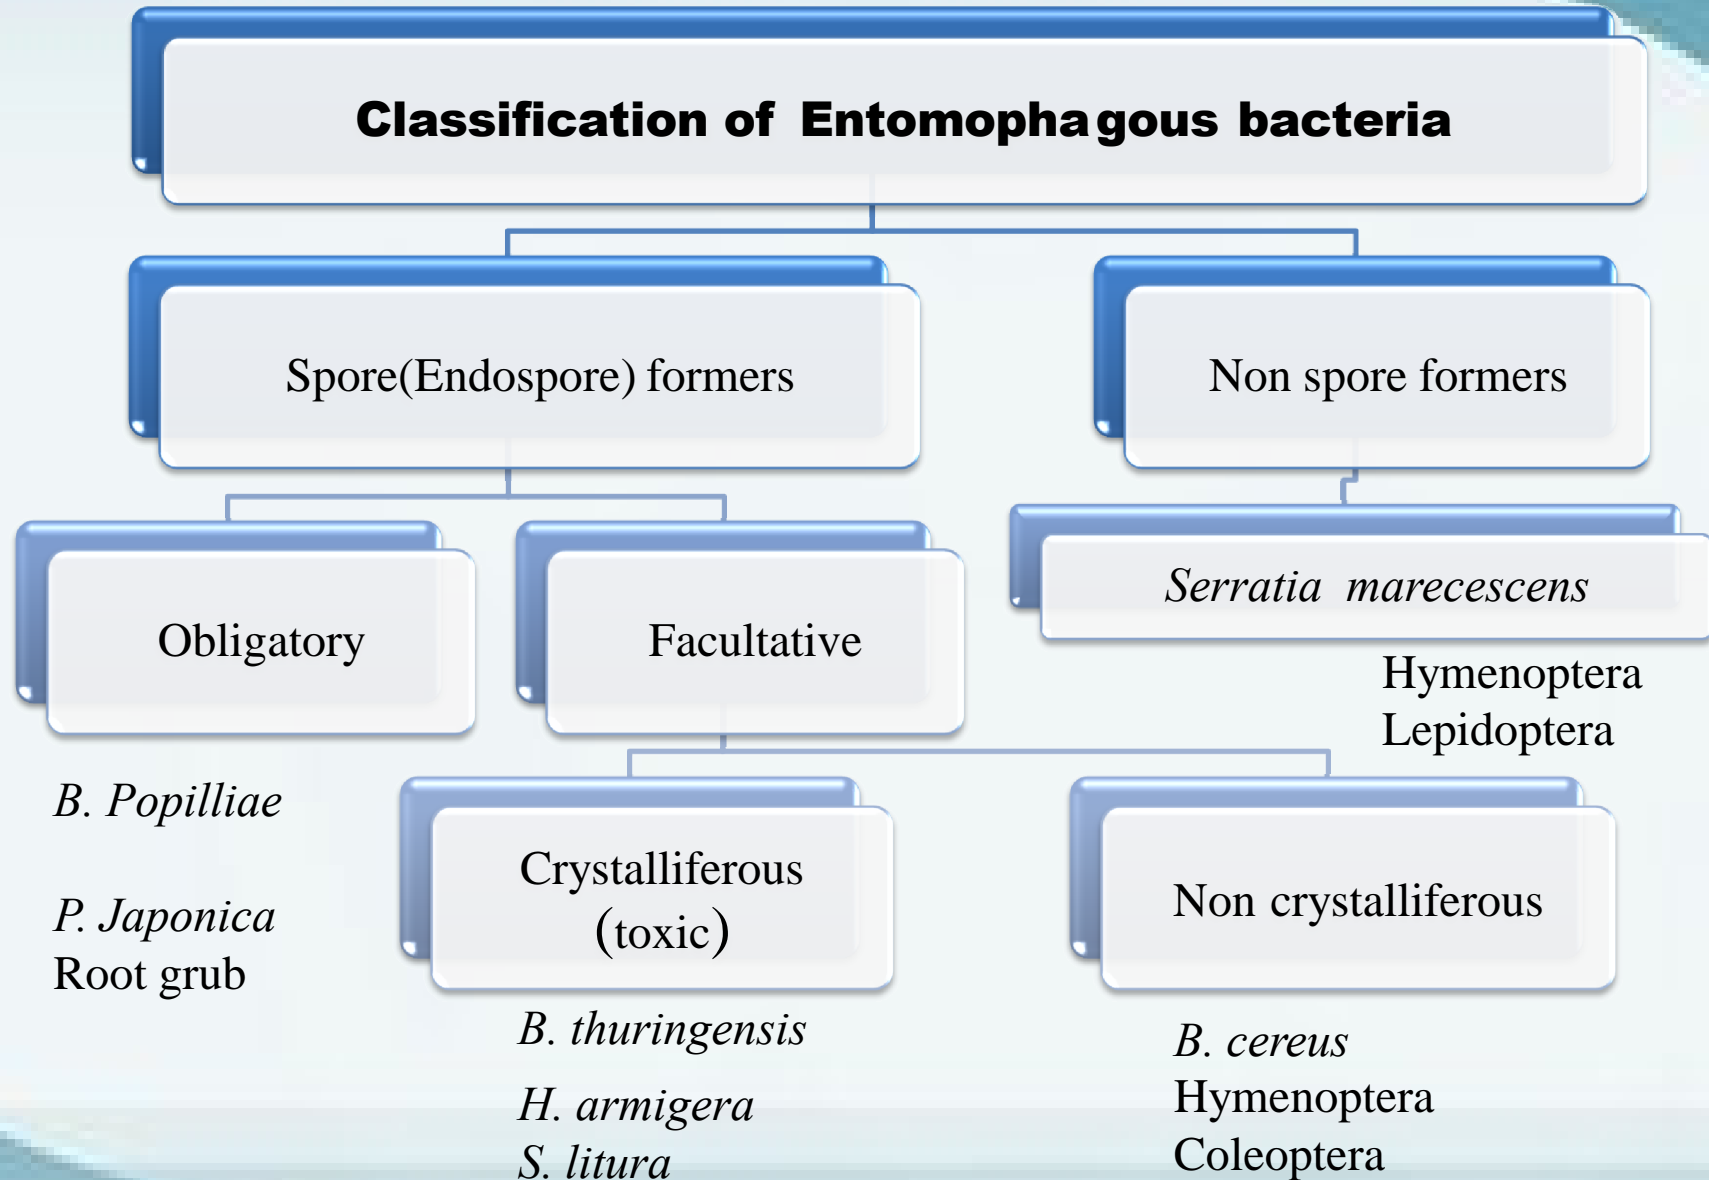 Classification of Entomophagous bacteria
Spore(Endospore) formers
Non spore formers
Obligatory
Facultative
Serratia marecescens
Hymenoptera
Lepidoptera
B. Popilliae
P. Japonica
Root grub
Crystalliferous
(toxic)
Non crystalliferous
B. thuringensis
H. armigera
S. litura
B. cereus
Hymenoptera
Coleoptera